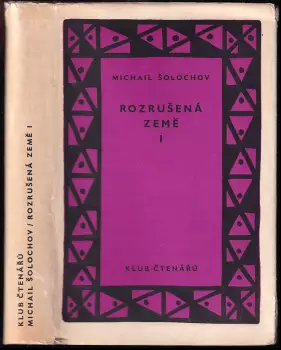 MICHAIL ŠOLOCHOV
ROZRUŠENÁ
ZEMĚ
I
KLUB ČTENÁŘŮ
KLUB ČTENÁŘŮ
MICHAIL ŠOLOCHOV / ROZRUŠENÁ ZEMĚ I